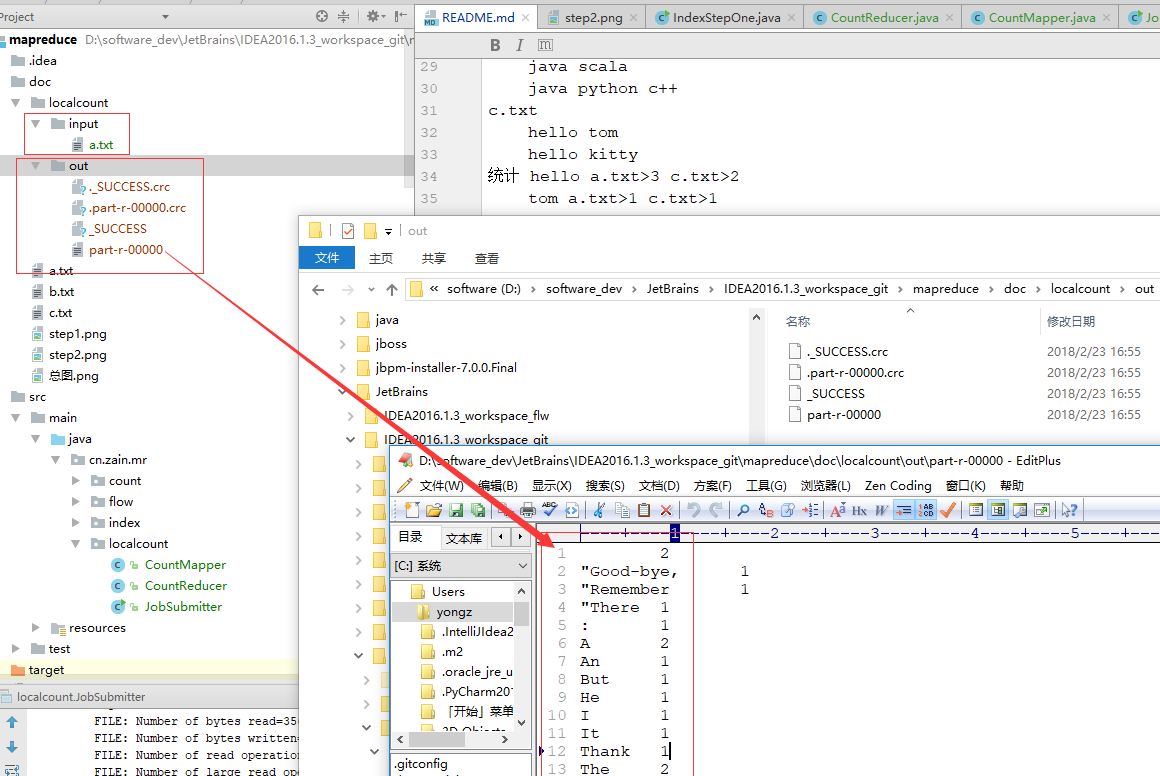 Project
mapreduce D:\software_dev\JetBrains\IDEA2016.1.3_workspace_git\
.idea
doc
localcount
input
a.txt
out
._SUCCESS.crc
.part-r-00000.crc
_SUCCESS
part-r-00000
a.txt
b.txt
c.txt
step1.png
step2.png
总图.png
src
main
java
cn.zain.mr
count
flow
index
localcount
CountMapper
CountReducer
JobSubmitter
resources
test
target
localcount.JobSubmitter
FILE: Number of bytes read=35
FILE: Number of bytes written=
FILE: Number of read operation
FILE: Number of large read ope
README.md step2.png IndexStepOne.java CountReducer.java CountMapper.java Jo
B I m
29 java scala
30 java python c++
31 c.txt
32 hello tom
33 hello kitty
34 统计 hello a.txt>3 c.txt>2
35 tom a.txt>1 c.txt>1
out
文件 主页 共享 查看
« software (D:) › software_dev › JetBrains › IDEA2016.1.3_workspace_git › mapreduce › doc › localcount › out
java
jboss
jbpm-installer-7.0.0.Final
JetBrains
IDEA2016.1.3_workspace_flw
IDEA2016.1.3_workspace_git
名称 修改日期
._SUCCESS.crc 2018/2/23 16:55
.part-r-00000.crc 2018/2/23 16:55
_SUCCESS 2018/2/23 16:55
part-r-00000 2018/2/23 16:55
D:\software_dev\JetBrains\IDEA2016.1.3_workspace_git\mapreduce\doc\localcount\out\part-r-00000 - EditPlus
文件(W) 编辑(B) 显示(X) 搜索(S) 文档(D) 方案(F) 工具(G) 浏览器(L) Zen Coding 窗口(K) 帮助
目录 文本库
[C:] 系统
Users
yongz
.IntelliJIdea2
.m2
.oracle_jre_u
.PyCharm201
「开始」菜单
3D Objects
.gitconfig
----+----1----+----2----+----3----+----4----+----5----+--
1 2
2 "Good-bye, 1
3 "Remember 1
4 "There 1
5 : 1
6 A 2
7 An 1
8 But 1
9 He 1
10 I 1
11 It 1
12 Thank 1
13 The 2